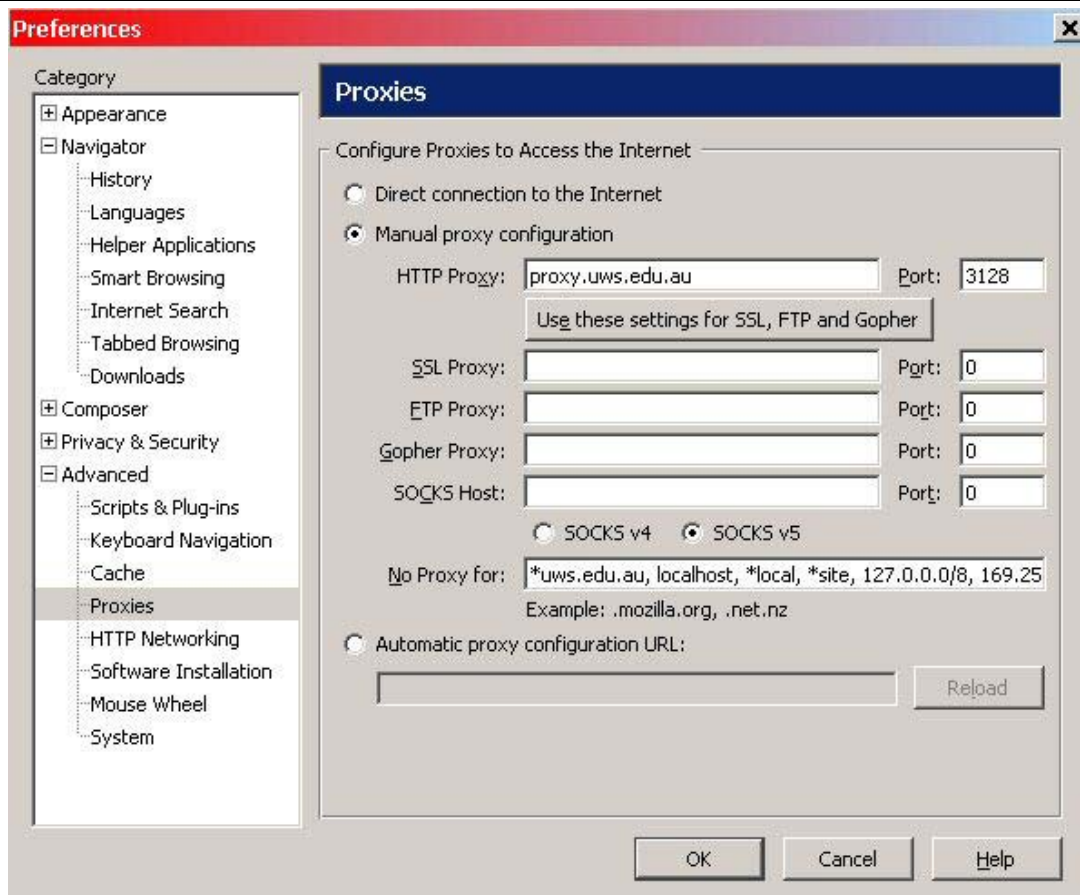 Preferences
Category
Appearance
Navigator
History
Languages
Helper Applications
Smart Browsing
Internet Search
Tabbed Browsing
Downloads
Composer
Privacy & Security
Advanced
Scripts & Plug-ins
Keyboard Navigation
Cache
Proxies
HTTP Networking
Software Installation
Mouse Wheel
System
Proxies
Configure Proxies to Access the Internet
Direct connection to the Internet
Manual proxy configuration
HTTP Proxy: proxy.uws.edu.au Port: 3128
Use these settings for SSL, FTP and Gopher
SSL Proxy: Port: 0
FTP Proxy: Port: 0
Gopher Proxy: Port: 0
SOCKS Host: Port: 0
SOCKS v4 SOCKS v5
No Proxy for: *uws.edu.au, localhost, *local, *site, 127.0.0.0/8, 169.25
Example: .mozilla.org, .net.nz
Automatic proxy configuration URL:
Reload
OK Cancel Help